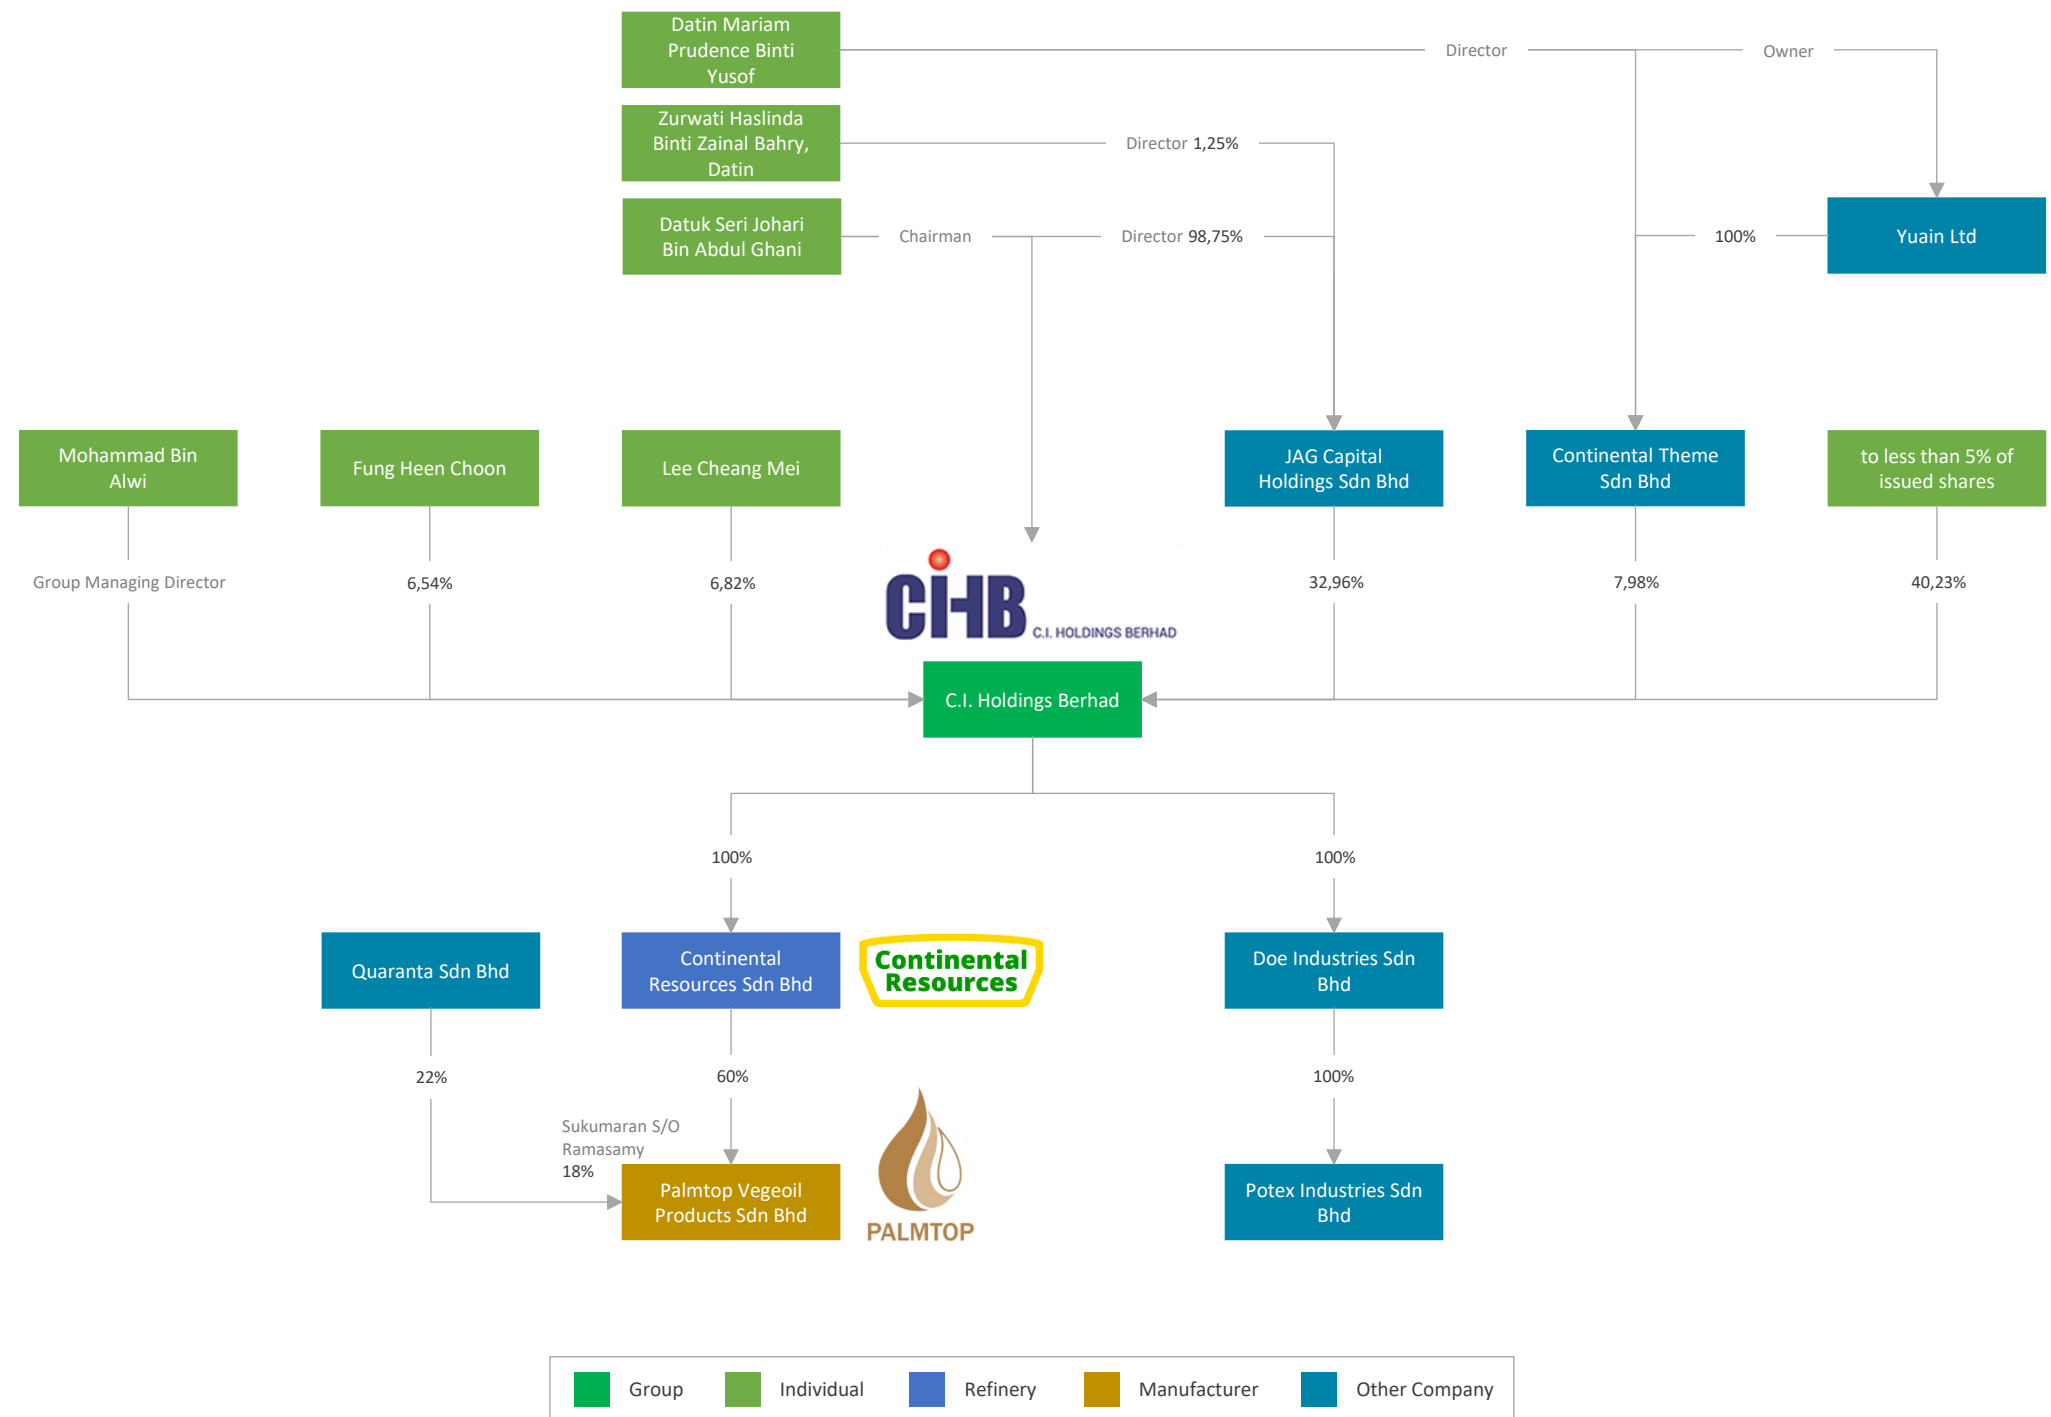 Datin Mariam
Prudence Binti
Yusof
Director
Owner
Zurwati Haslinda
Binti Zainal Bahry,
Datin
Director 1,25%
Datuk Seri Johari
Bin Abdul Ghani
Chairman
Director 98,75%
100%
Yuain Ltd
Mohammad Bin
Alwi
Fung Heen Choon
Lee Cheang Mei
JAG Capital
Holdings Sdn Bhd
Continental Theme
Sdn Bhd
to less than 5% of
issued shares
Group Managing Director
6,54%
6,82%
CIHB
C.I. HOLDINGS BERHAD
32,96%
7,98%
40,23%
C.I. Holdings Berhad
100%
100%
Quaranta Sdn Bhd
Continental
Resources Sdn Bhd
Continental
Resources
Doe Industries Sdn
Bhd
22%
60%
100%
Sukumaran S/O
Ramasamy
18%
Palmtop Vegeoil
Products Sdn Bhd
PALMTOP
Potex Industries Sdn
Bhd
Group
Individual
Refinery
Manufacturer
Other Company